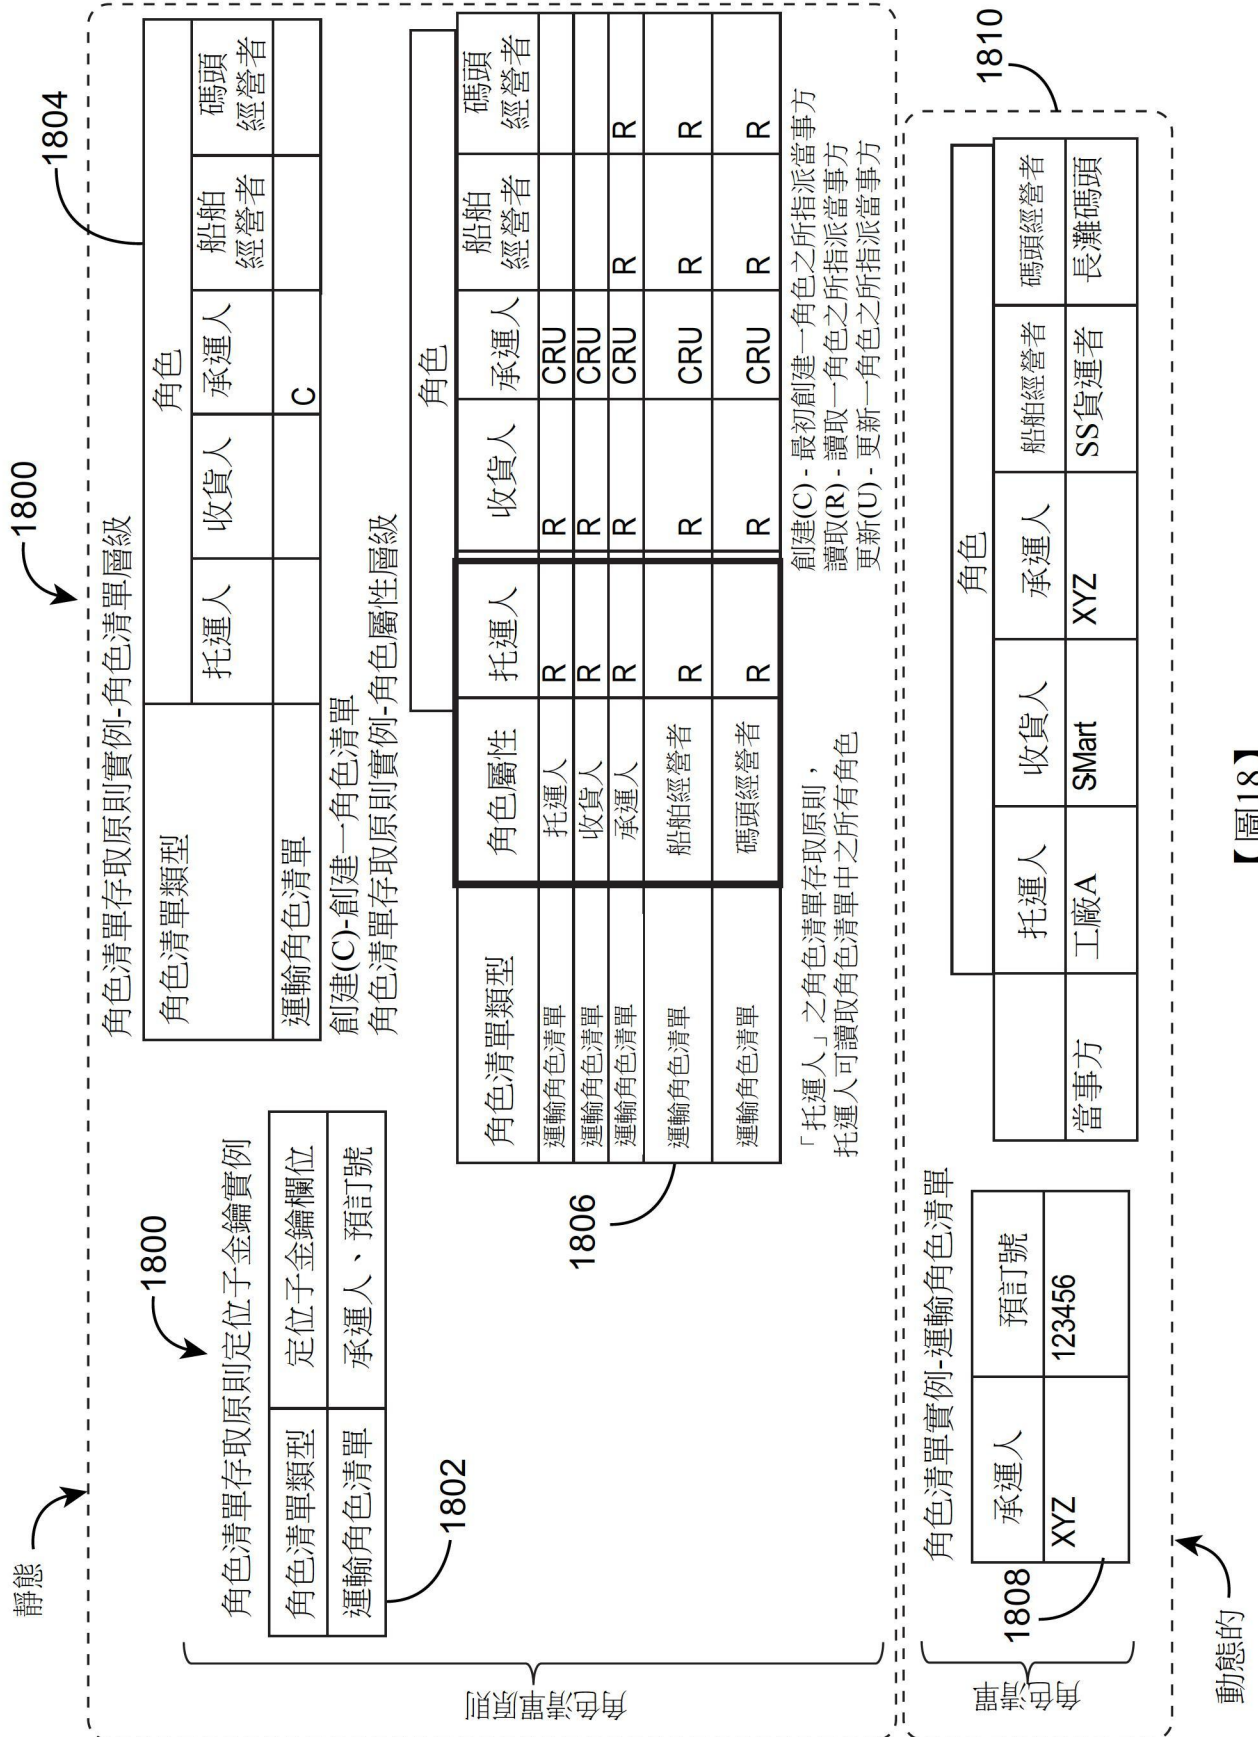 靜態
1800
角色清單存取原則定位子金鑰實例
角色清單類型 定位子金鑰欄位
運輸角色清單 承運人、預訂號
1802
1800
1804
角色清單存取原則實例-角色清單層級
角色清單類型 角色
托運人 收貨人 承運人 船舶經營者 碼頭經營者
運輸角色清單 C
創建(C)-創建一角色清單
角色清單存取原則實例-角色屬性層級
角色
角色清單類型 角色屬性 托運人 收貨人 承運人 船舶經營者 碼頭經營者
運輸角色清單 托運人 R R CRU
運輸角色清單 收貨人 R R CRU
運輸角色清單 承運人 R R CRU R R
運輸角色清單 船舶經營者 R R CRU R R
運輸角色清單 碼頭經營者 R R CRU R R
1806
「托運人」之角色清單存取原則，
托運人可讀取角色清單中之所有角色
創建(C) - 最初創建一角色之所指派當事方
讀取(R) - 讀取一角色之所指派當事方
更新(U) - 更新一角色之所指派當事方
角色清單原則
角色清單實例-運輸角色清單
承運人 預訂號
XYZ 123456
1808
角色
托運人 收貨人 承運人 船舶經營者 碼頭經營者
當事方 工廠A SMart XYZ SS貨運者 長灘碼頭
1810
角色清單
動態的
【圖18】